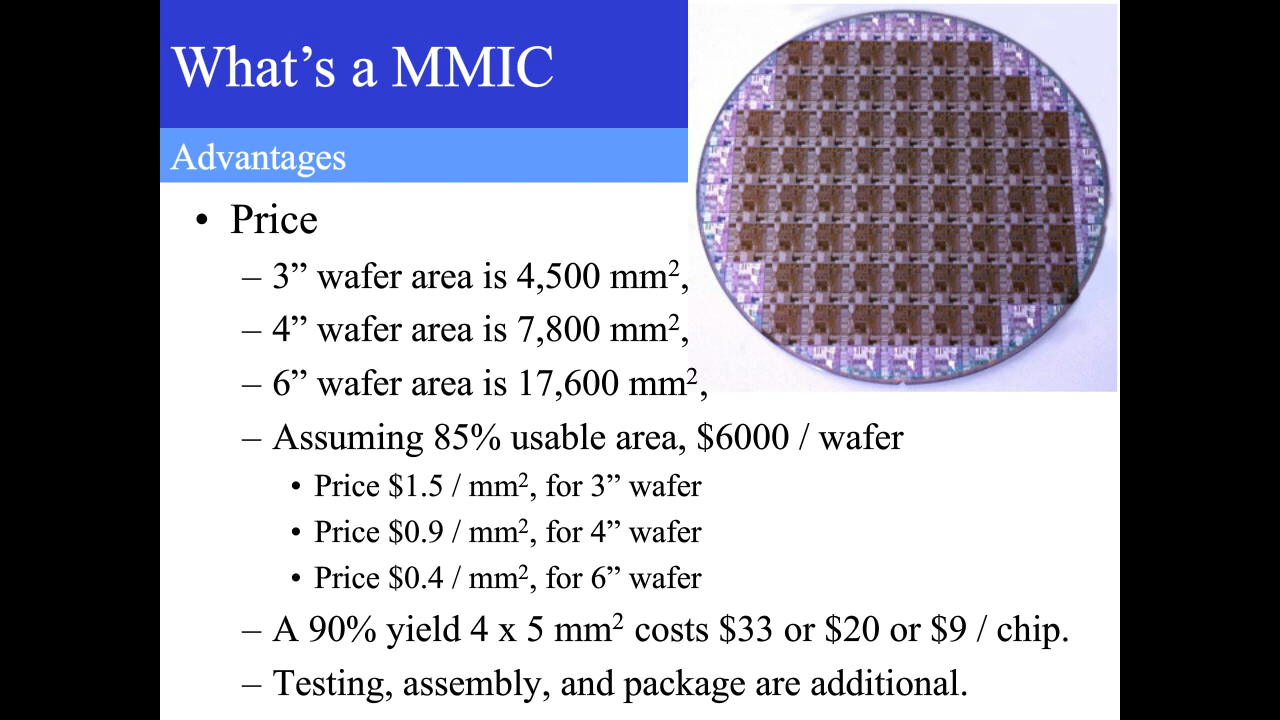 What’s a MMIC
Advantages
• Price
– 3” wafer area is 4,500 mm²,
– 4” wafer area is 7,800 mm²,
– 6” wafer area is 17,600 mm²,
– Assuming 85% usable area, $6000 / wafer
• Price $1.5 / mm², for 3” wafer
• Price $0.9 / mm², for 4” wafer
• Price $0.4 / mm², for 6” wafer
– A 90% yield 4 x 5 mm² costs $33 or $20 or $9 / chip.
– Testing, assembly, and package are additional.